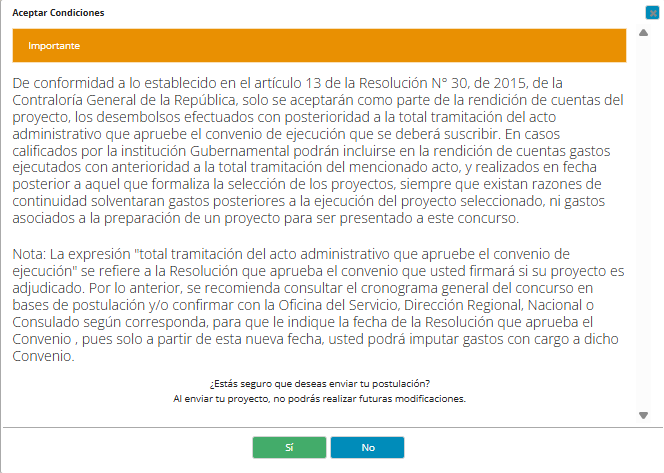 Aceptar Condiciones
Importante
De conformidad a lo establecido en el artículo 13 de la Resolución N° 30, de 2015, de la
Contraloría General de la República, solo se aceptarán como parte de la rendición de cuentas del
proyecto, los desembolsos efectuados con posterioridad a la total tramitación del acto
administrativo que apruebe el convenio de ejecución que se deberá suscribir. En casos
calificados por la institución Gubernamental podrán incluirse en la rendición de cuentas gastos
ejecutados con anterioridad a la total tramitación del mencionado acto, y realizados en fecha
posterior a aquel que formaliza la selección de los proyectos, siempre que existan razones de
continuidad solventaran gastos posteriores a la ejecución del proyecto seleccionado, ni gastos
asociados a la preparación de un proyecto para ser presentado a este concurso.
Nota: La expresión "total tramitación del acto administrativo que apruebe el convenio de
ejecución" se refiere a la Resolución que aprueba el convenio que usted firmará si su proyecto es
adjudicado. Por lo anterior, se recomienda consultar el cronograma general del concurso en
bases de postulación y/o confirmar con la Oficina del Servicio, Dirección Regional, Nacional o
Consulado según corresponda, para que le indique la fecha de la Resolución que aprueba el
Convenio , pues solo a partir de esta nueva fecha, usted podrá imputar gastos con cargo a dicho
Convenio.
¿Estás seguro que deseas enviar tu postulación?
Al enviar tu proyecto, no podrás realizar futuras modificaciones.
Sí
No